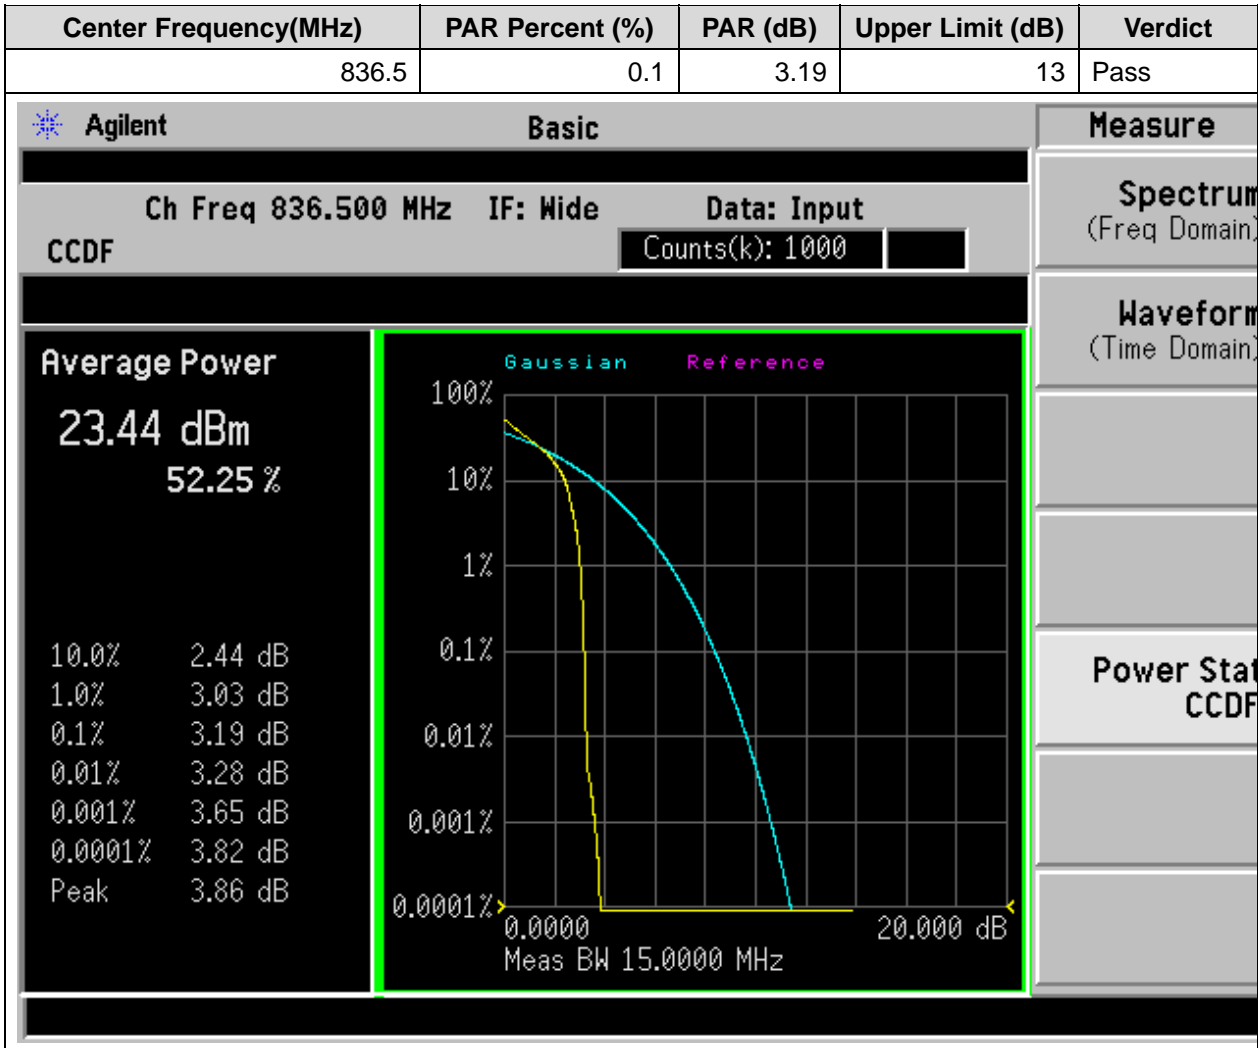 Center Frequency(MHz) PAR Percent (%) PAR (dB) Upper Limit (dB) Verdict
836.5 0.1 3.19 13 Pass
Agilent Basic Measure
Ch Freq 836.500 MHz IF: Wide Data: Input
CCDF Counts(k): 1000
Average Power
23.44 dBm
52.25 %
10.0% 2.44 dB
1.0% 3.03 dB
0.1% 3.19 dB
0.01% 3.28 dB
0.001% 3.65 dB
0.0001% 3.82 dB
Peak 3.86 dB
Gaussian Reference
100%
10%
1%
0.1%
0.01%
0.001%
0.0001%
0.0000 20.000 dB
Meas BW 15.0000 MHz
Spectrum
(Freq Domain)
Waveform
(Time Domain)
Power Stat
CCDF